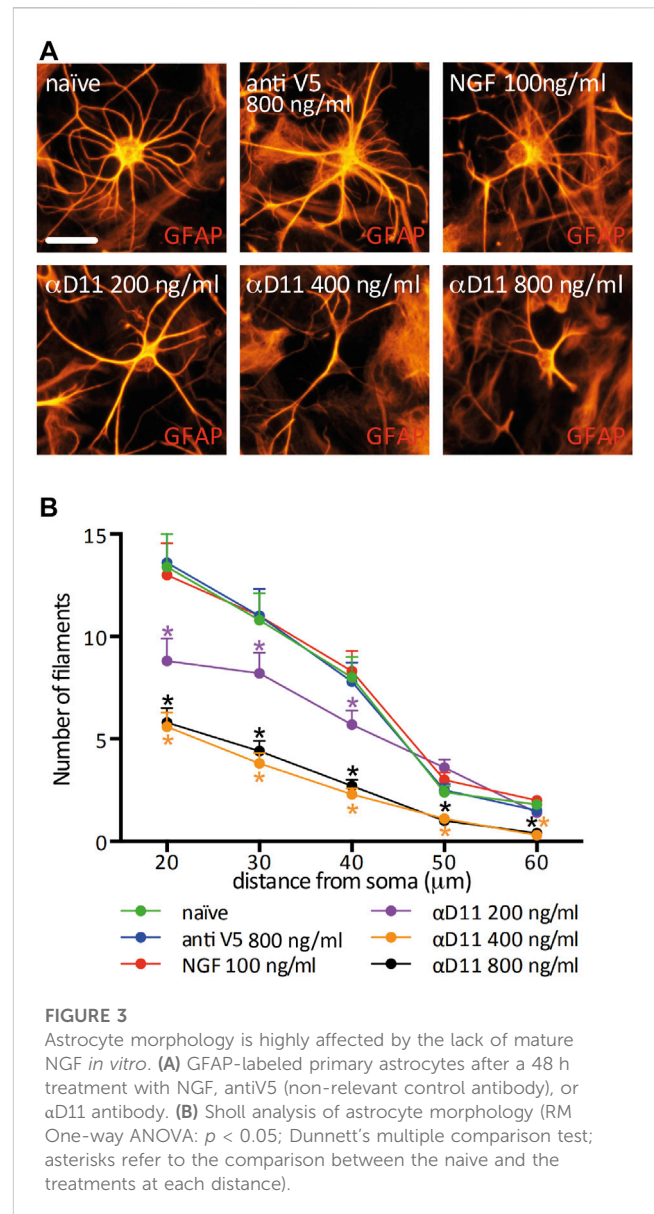 A
naïve
GFAP
anti V5
800 ng/ml
GFAP
NGF 100ng/ml
GFAP
αD11 200 ng/ml
GFAP
αD11 400 ng/ml
GFAP
αD11 800 ng/ml
GFAP
B
Number of filaments
15
10
5
0
* * *
* * * * *
* * * * *
20 30 40 50 60
distance from soma (μm)
naïve
anti V5 800 ng/ml
NGF 100 ng/ml
αD11 200 ng/ml
αD11 400 ng/ml
αD11 800 ng/ml
FIGURE 3
Astrocyte morphology is highly affected by the lack of mature
NGF in vitro. (A) GFAP-labeled primary astrocytes after a 48 h
treatment with NGF, antiV5 (non-relevant control antibody), or
αD11 antibody. (B) Sholl analysis of astrocyte morphology (RM
One-way ANOVA: p < 0.05; Dunnett's multiple comparison test;
asterisks refer to the comparison between the naive and the
treatments at each distance).